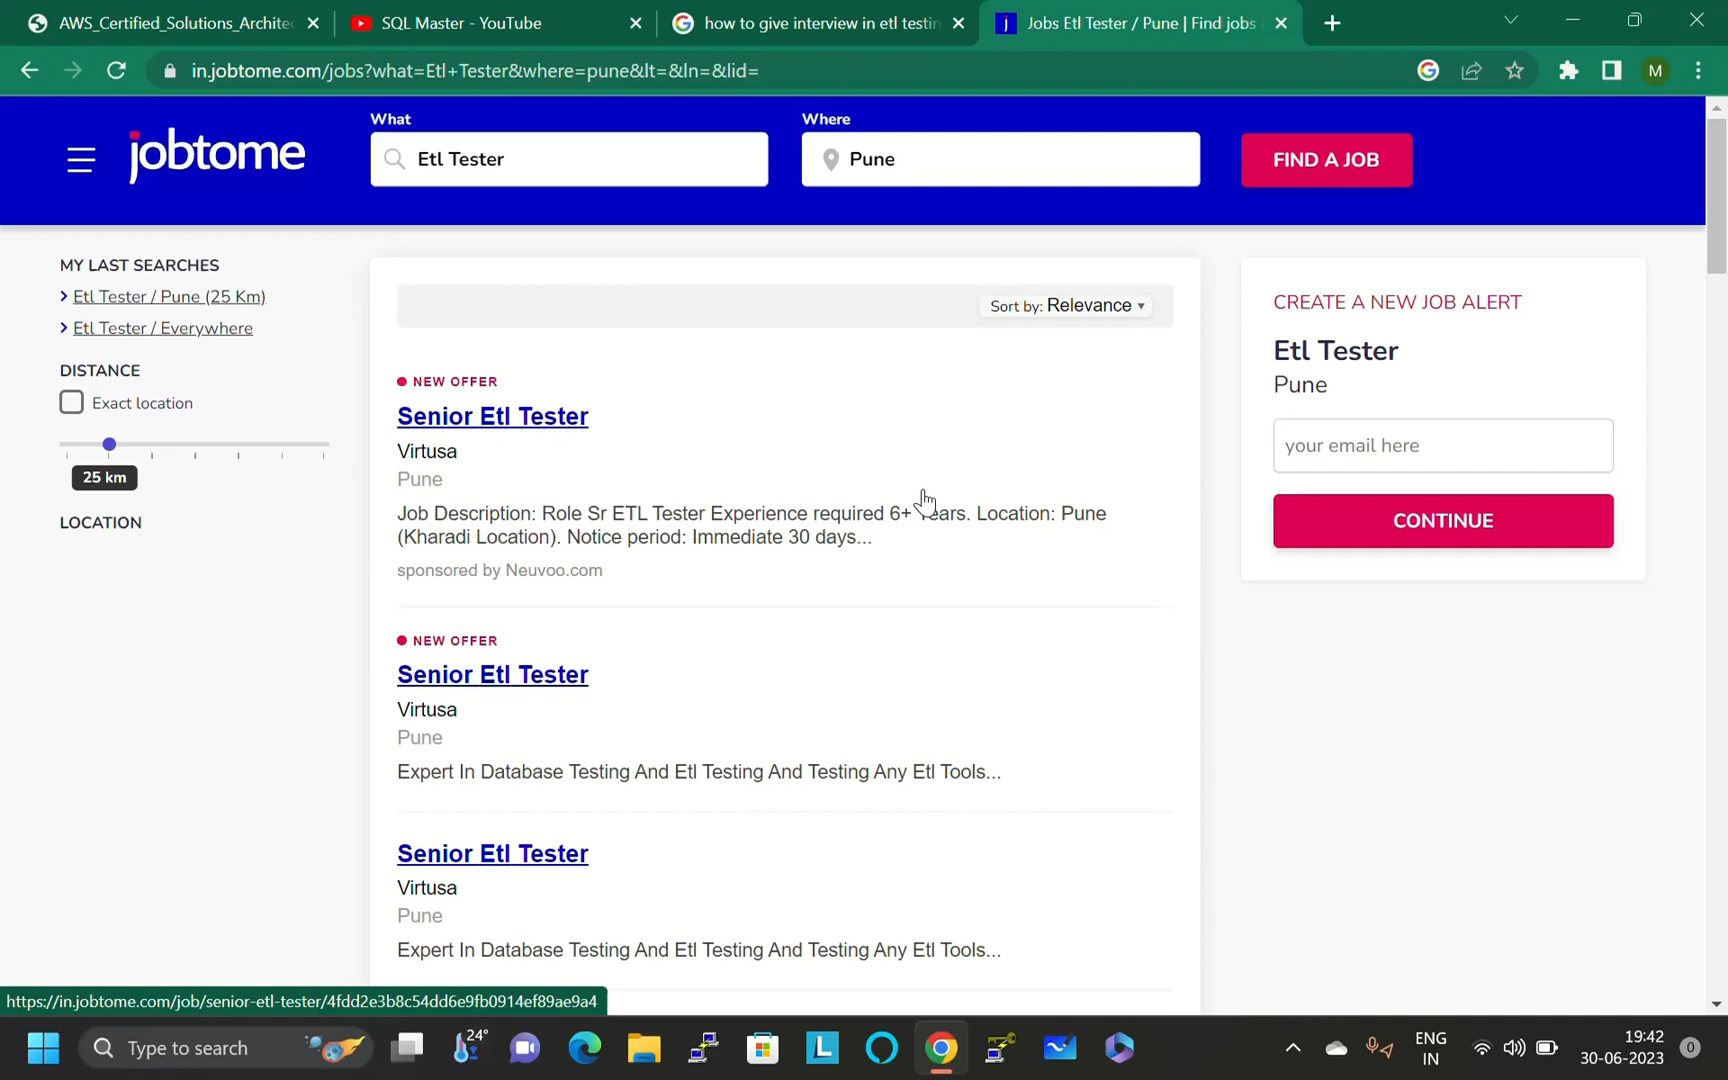 AWS_Certified_Solutions_Architec
SQL Master - YouTube
how to give interview in etl testin
Jobs Etl Tester / Pune | Find jobs
in.jobtome.com/jobs?what=Etl+Tester&where=pune&lt=&ln=&lid=
M
What
Where
jobtome
Etl Tester
Pune
FIND A JOB
MY LAST SEARCHES
Etl Tester / Pune (25 Km)
Etl Tester / Everywhere
DISTANCE
Exact location
25 km
LOCATION
Sort by: Relevance
NEW OFFER
Senior Etl Tester
Virtusa
Pune
Job Description: Role Sr ETL Tester Experience required 6+ Years. Location: Pune
(Kharadi Location). Notice period: Immediate 30 days...
sponsored by Neuvoo.com
NEW OFFER
Senior Etl Tester
Virtusa
Pune
Expert In Database Testing And Etl Testing And Testing Any Etl Tools...
Senior Etl Tester
Virtusa
Pune
Expert In Database Testing And Etl Testing And Testing Any Etl Tools...
CREATE A NEW JOB ALERT
Etl Tester
Pune
your email here
CONTINUE
https://in.jobtome.com/job/senior-etl-tester/4fdd2e3b8c54dd6e9fb0914ef89ae9a4
Type to search
24°
L
ENG
IN
19:42
30-06-2023
0